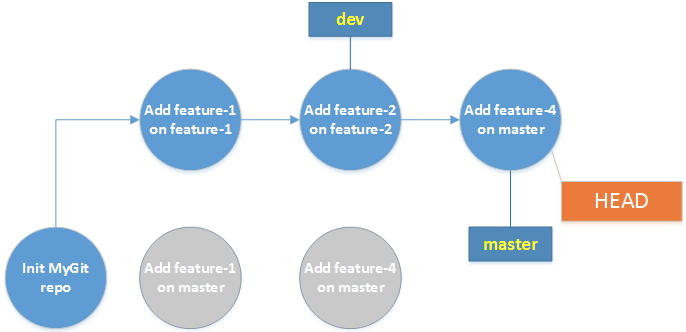 dev
Add feature-1
on feature-1
Add feature-2
on feature-2
Add feature-4
on master
HEAD
master
Init MyGit
repo
Add feature-1
on master
Add feature-4
on master